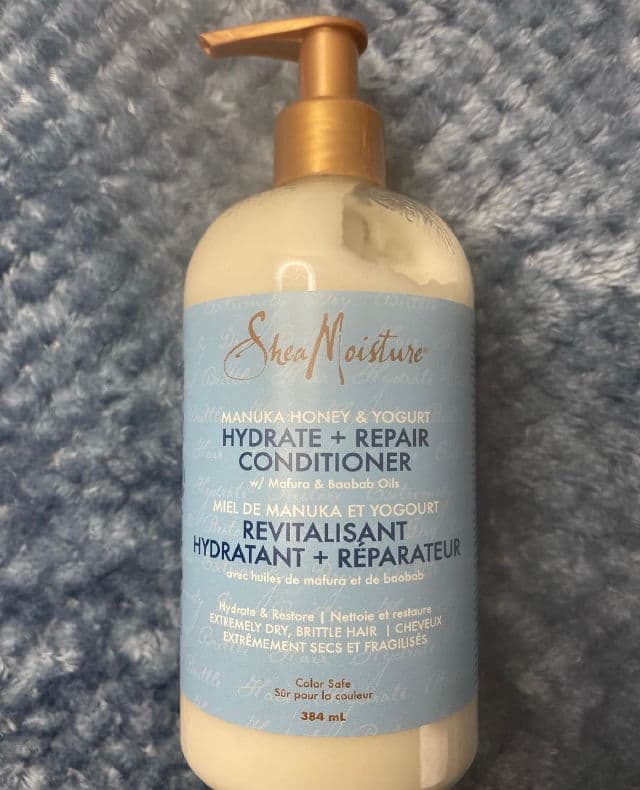 SheaMoisture
MANUKA HONEY & YOGURT
HYDRATE + REPAIR
CONDITIONER
w/ Mafura & Baobab Oils
MIEL DE MANUKA ET YOGOURT
REVITALISANT
HYDRATANT + RÉPARATEUR
avec huiles de mafura et de baobab
Hydrate & Restore | Nettoie et restaure
EXTREMELY DRY, BRITTLE HAIR | CHEVEUX
EXTRÊMEMENT SECS ET FRAGILISÉS
Color Safe
Sûr pour la couleur
384 mL